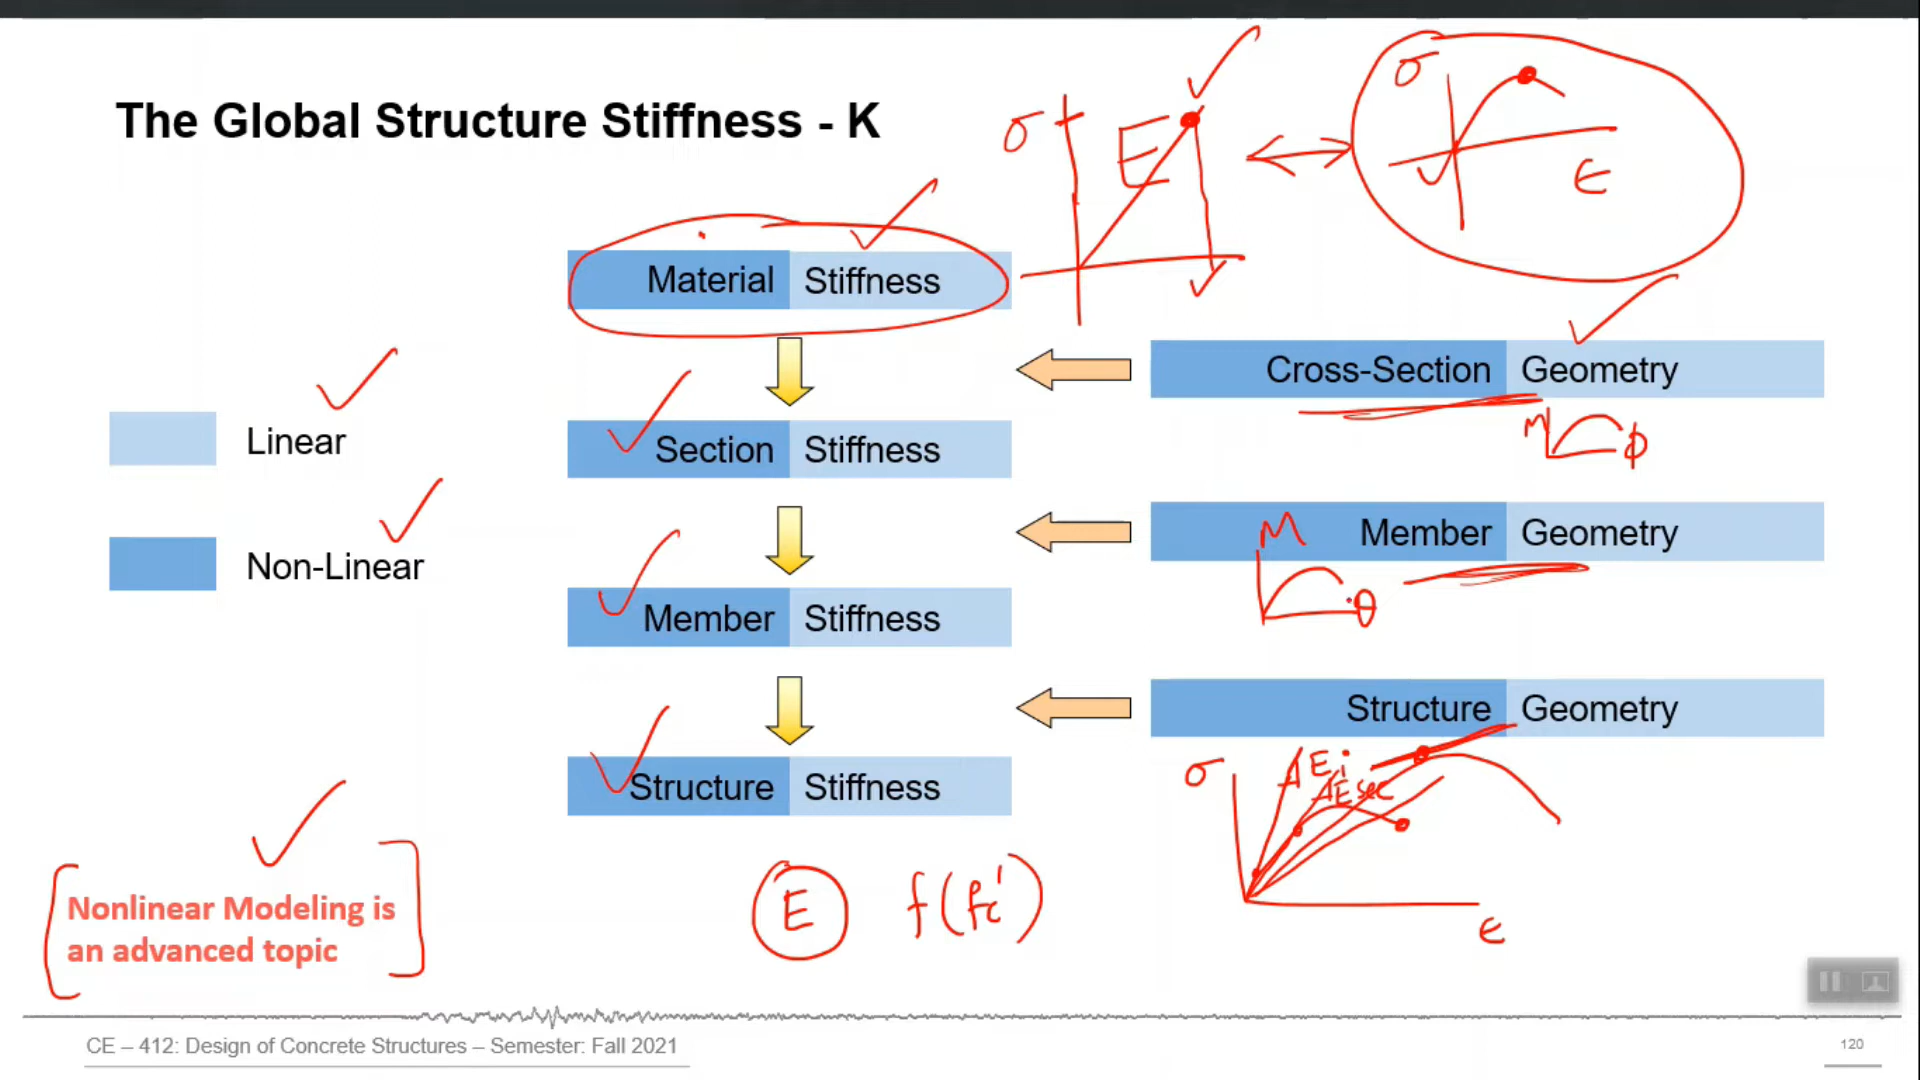 The Global Structure Stiffness - K
σ
E
σ
ε
Material Stiffness
Cross-Section Geometry
M
φ
Linear
Section Stiffness
Member Geometry
M
θ
Non-Linear
Member Stiffness
Structure Geometry
σ
Ei
Esec
ε
Structure Stiffness
E f(fc')
Nonlinear Modeling is
an advanced topic
CE – 412: Design of Concrete Structures – Semester: Fall 2021
120